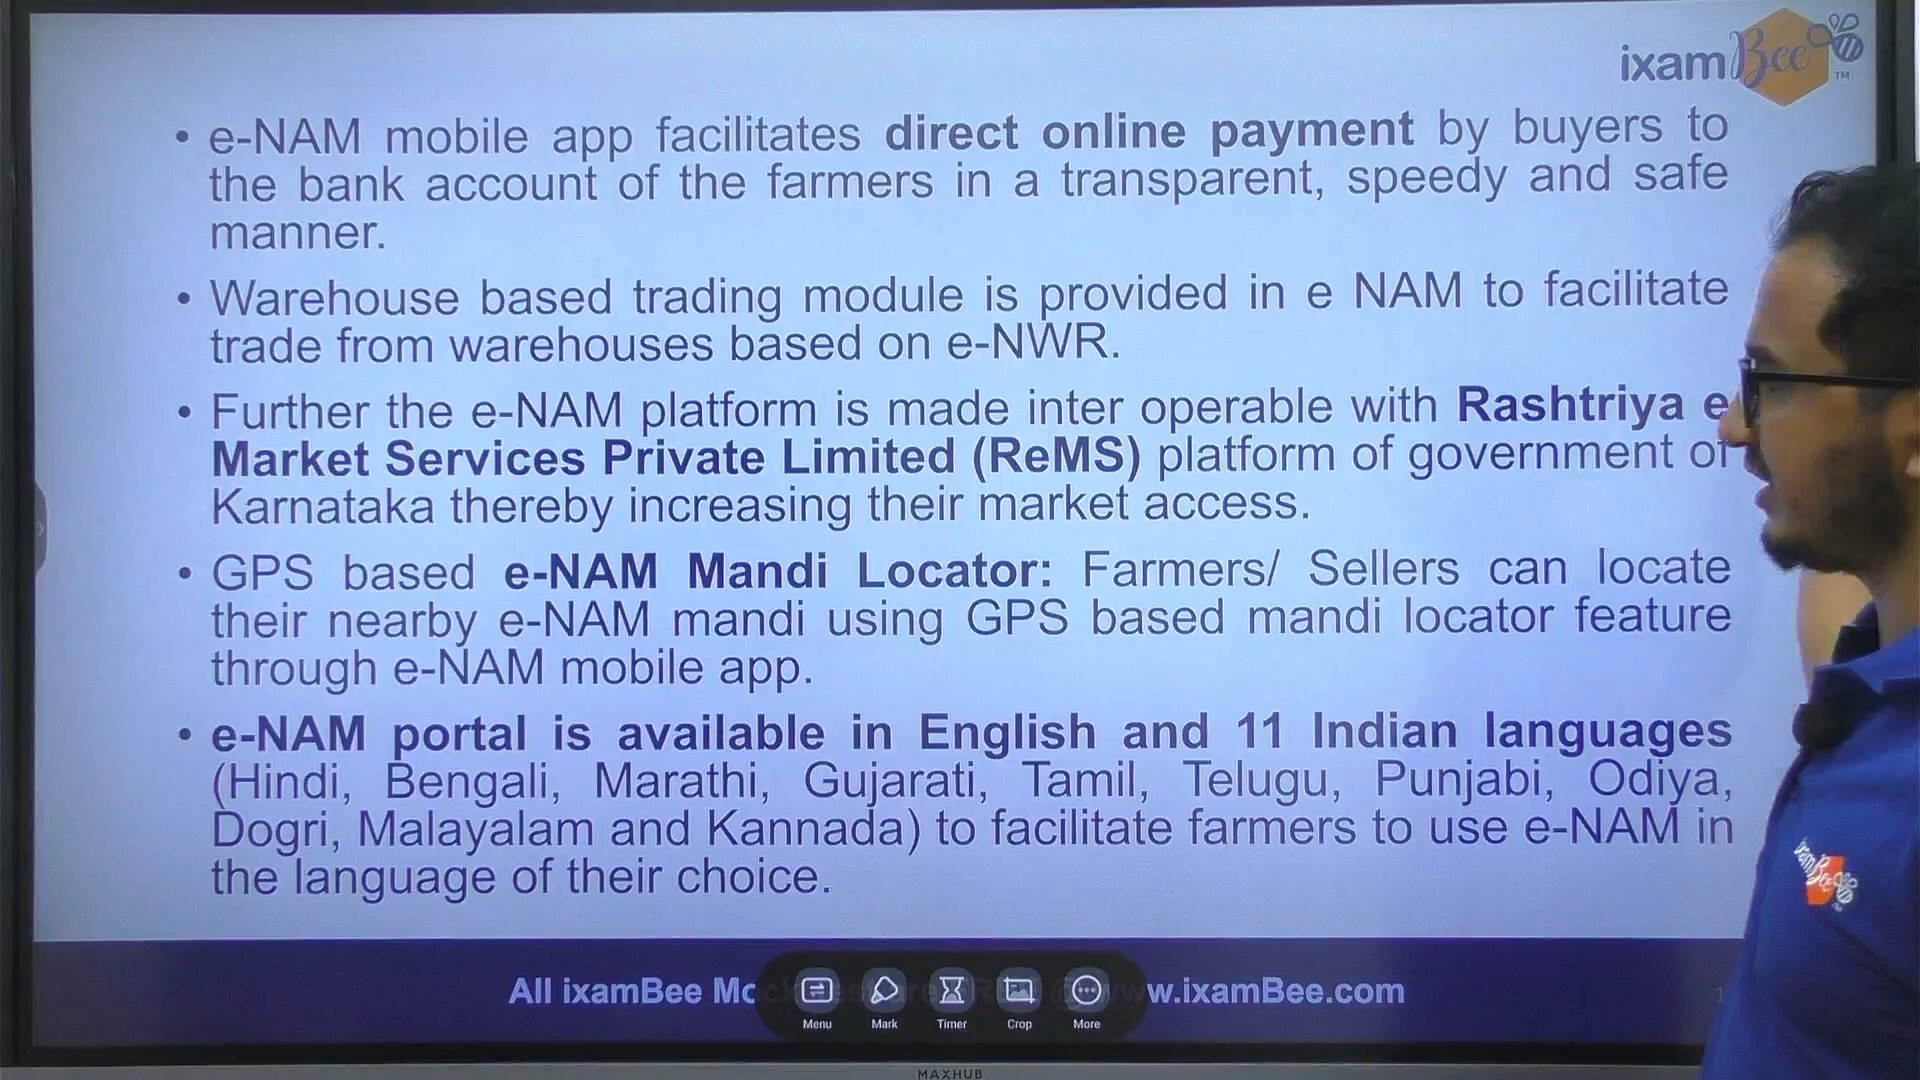 ixamBee™
• e-NAM mobile app facilitates direct online payment by buyers to
the bank account of the farmers in a transparent, speedy and safe
manner.
• Warehouse based trading module is provided in e NAM to facilitate
trade from warehouses based on e-NWR.
• Further the e-NAM platform is made inter operable with Rashtriya e
Market Services Private Limited (ReMS) platform of government of
Karnataka thereby increasing their market access.
• GPS based e-NAM Mandi Locator: Farmers/ Sellers can locate
their nearby e-NAM mandi using GPS based mandi locator feature
through e-NAM mobile app.
• e-NAM portal is available in English and 11 Indian languages
(Hindi, Bengali, Marathi, Gujarati, Tamil, Telugu, Punjabi, Odiya,
Dogri, Malayalam and Kannada) to facilitate farmers to use e-NAM in
the language of their choice.
ixamBee
All ixamBee w.ixamBee.com
Menu Mark Timer Crop More
MAXHUB